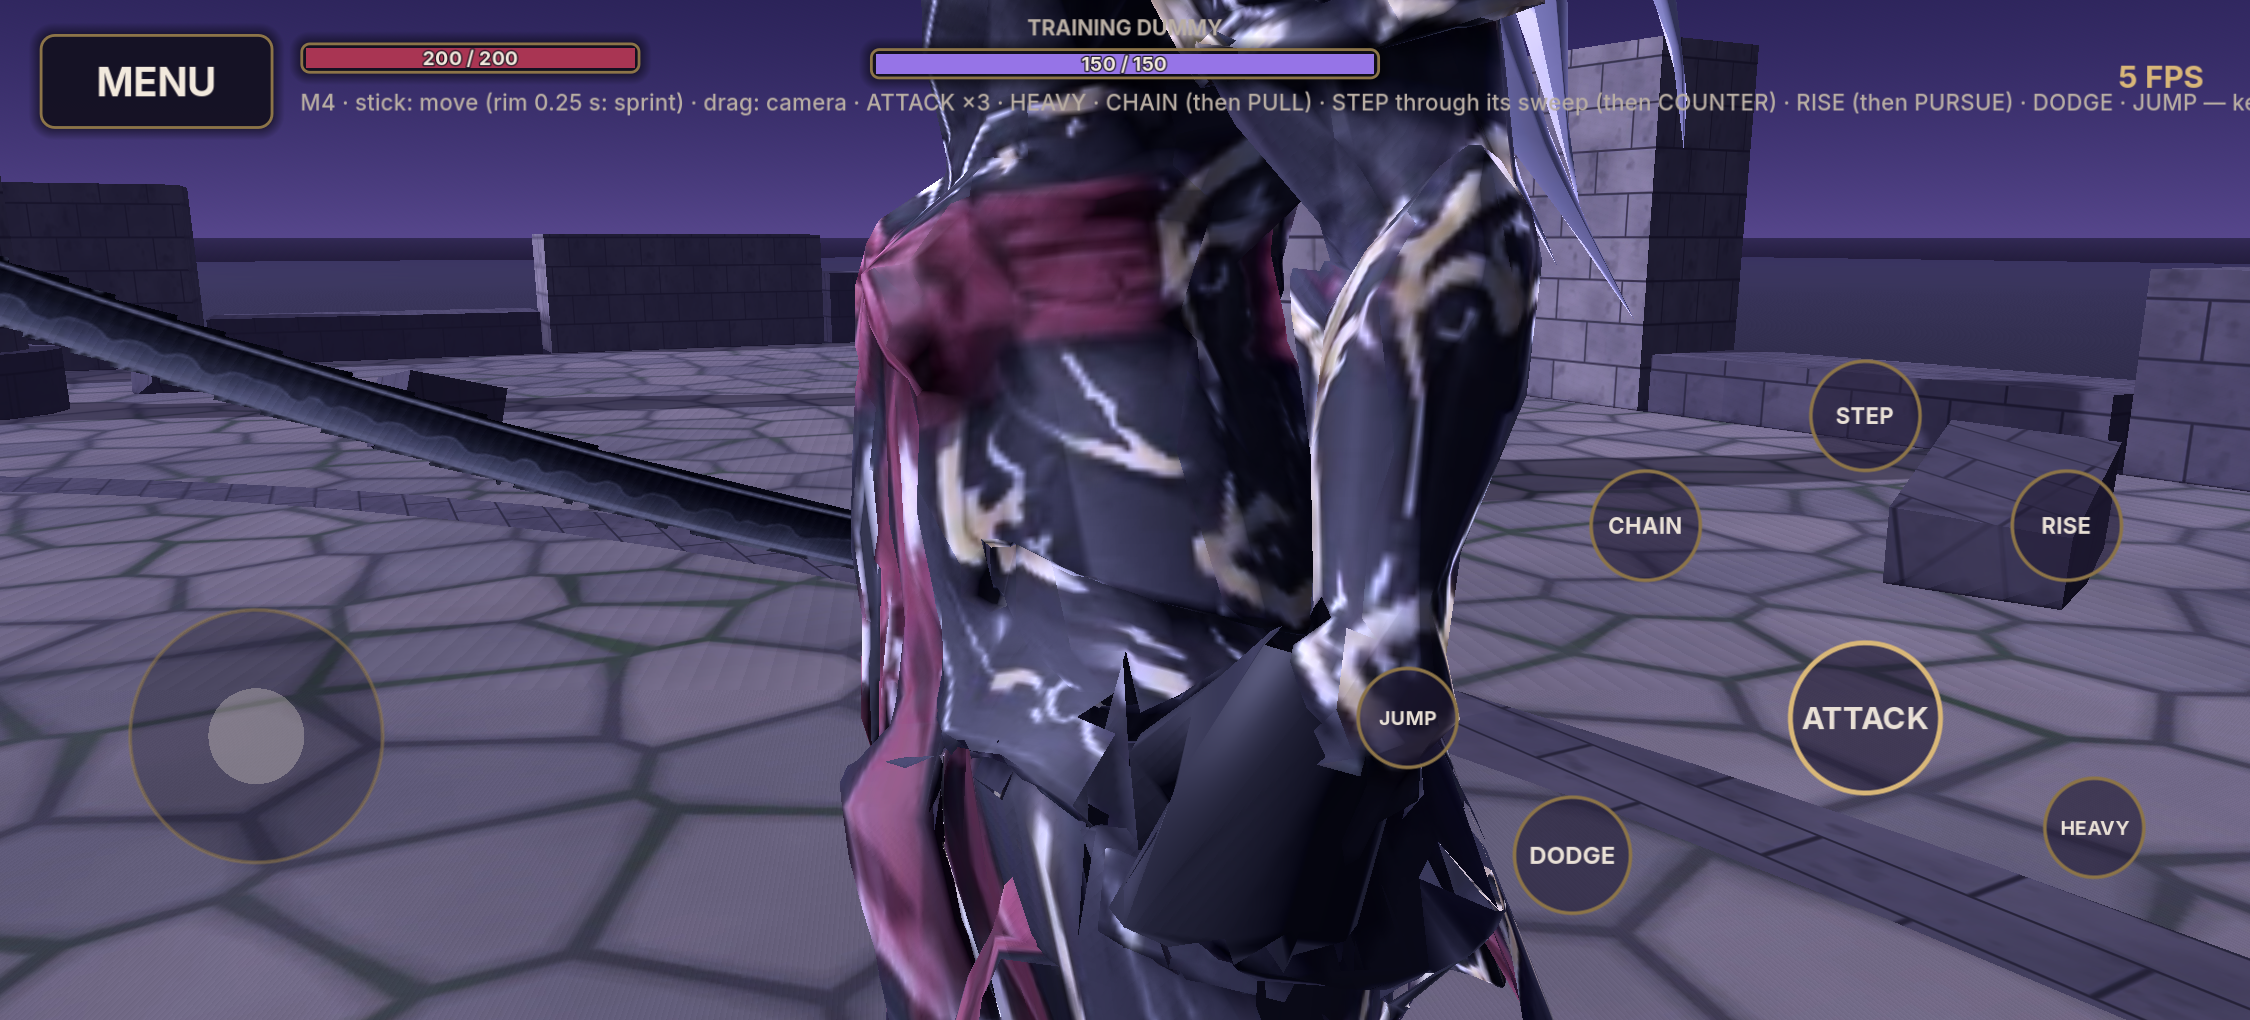 TRAINING DUMMY
MENU
200 / 200
150 / 150
5 FPS
M4 · stick: move (rim 0.25 s: sprint) · drag: camera · ATTACK ×3 · HEAVY · CHAIN (then PULL) · STEP through its sweep (then COUNTER) · RISE (then PURSUE) · DODGE · JUMP — ke
STEP
CHAIN
RISE
JUMP
ATTACK
HEAVY
DODGE